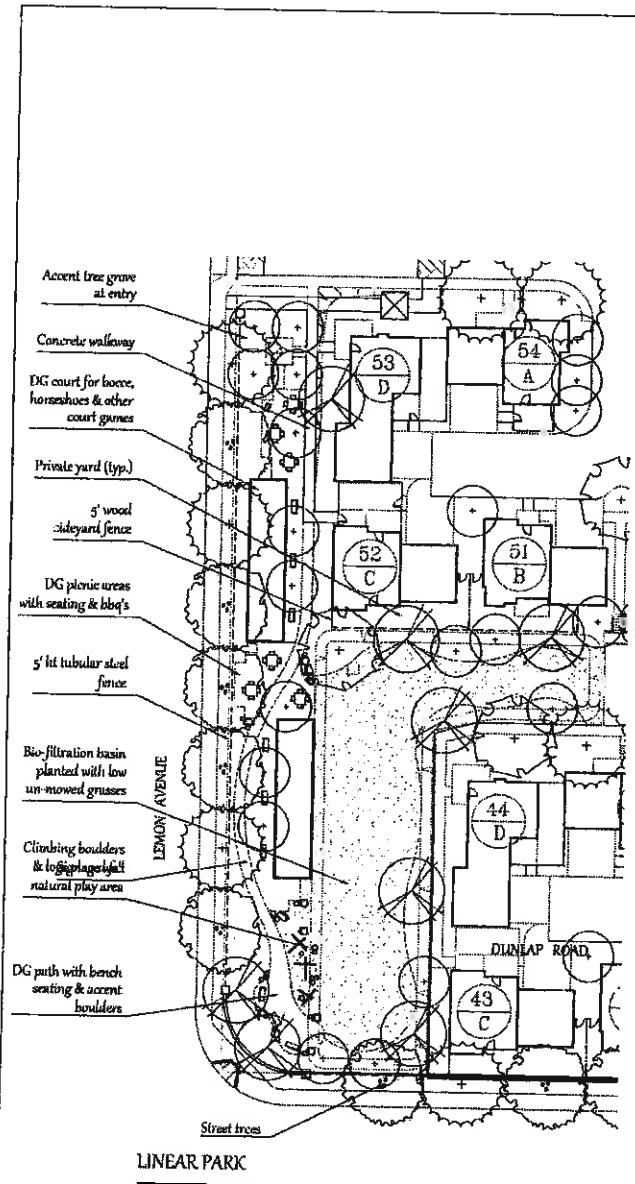 Accent tree grove
at entry
Concrete walkway
DG court for bocce,
horseshoes & other
court games
Private yard (typ.)
5' wood
sideyard fence
DG picnic areas
with seating & bbq's
5' ht tubular steel
fence
Bio-filtration basin
planted with low
un-mowed grasses
Climbing boulders
& logs
natural play area
DG path with bench
seating & accent
boulders
Street trees
LEMON AVENUE
53
D
54
A
52
C
51
B
44
D
DUNLAP ROAD
43
C
LINEAR PARK